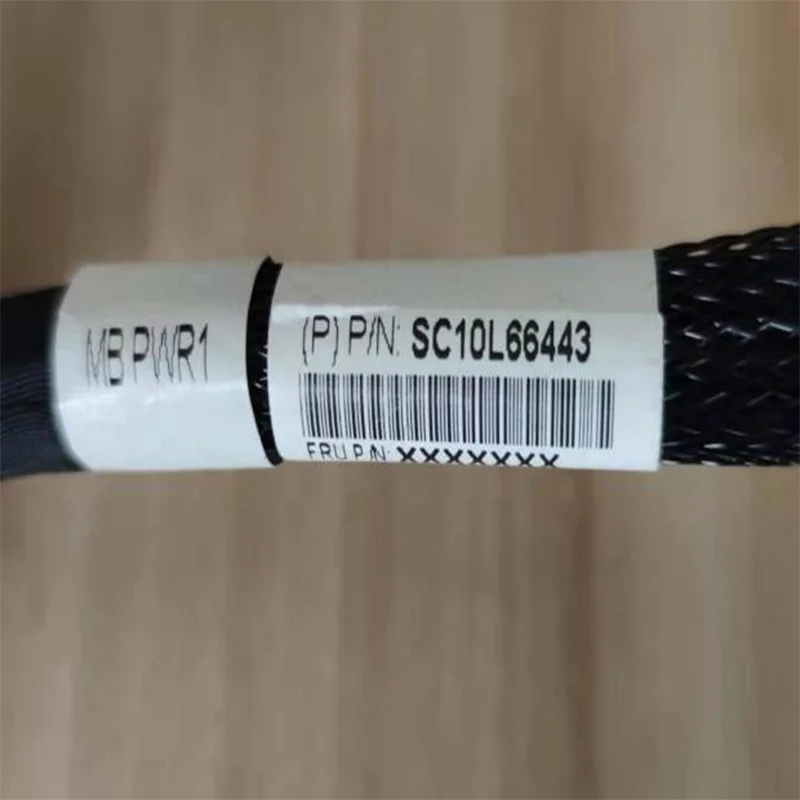 MB PWR1
(P) P/N: SC10L66443
FRU P/N: XXXXXXX